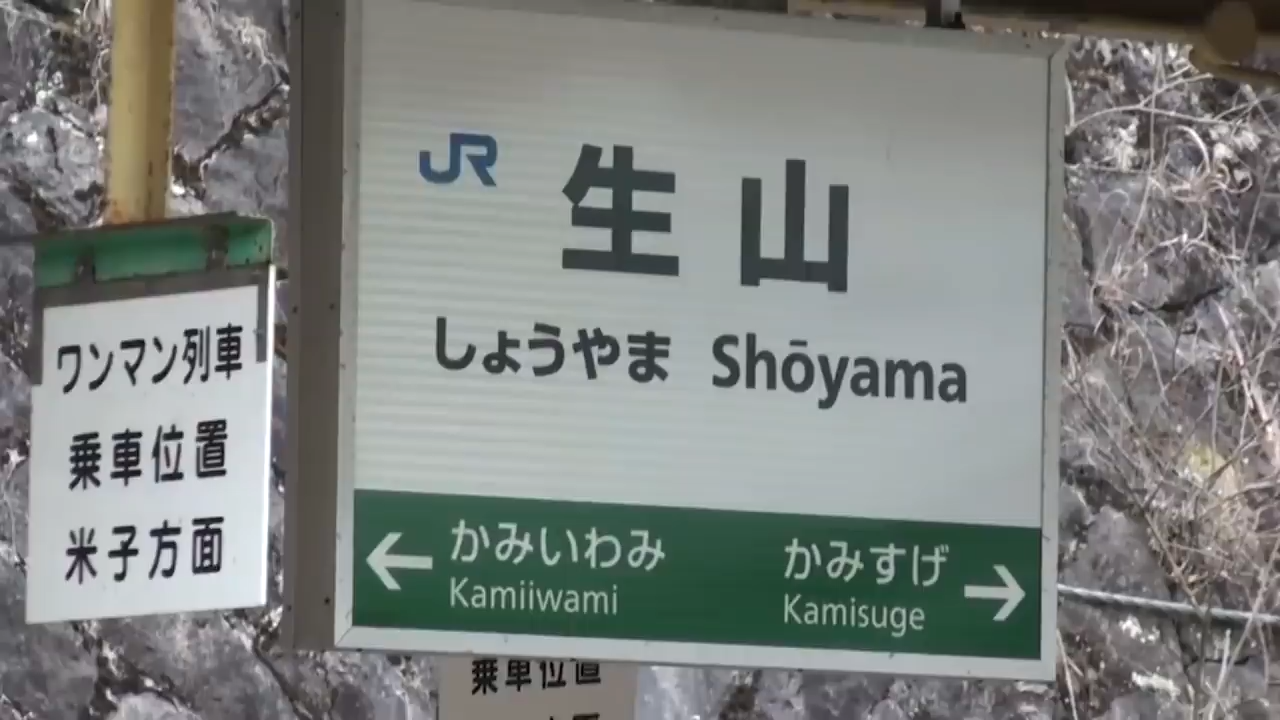 JR 生山
しょうやま Shōyama
← かみいわみ かみすげ →
Kamiiwami Kamisuge
ワンマン列車
乗車位置
米子方面
乗車位置